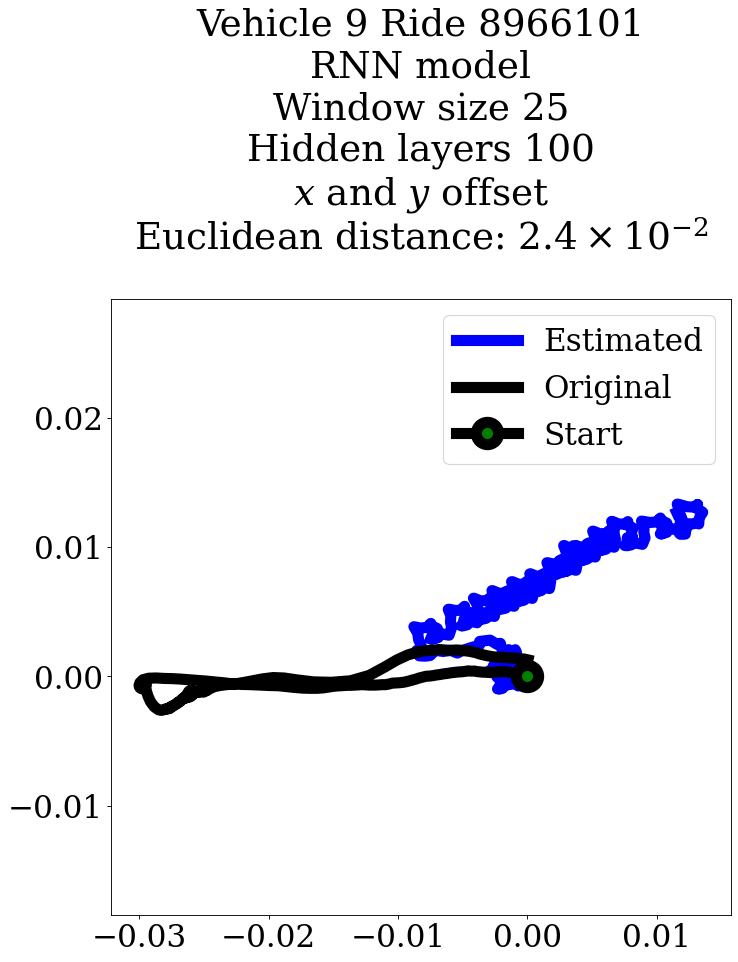 Vehicle 9 Ride 8966101
RNN model
Window size 25
Hidden layers 100
x and y offset
Euclidean distance: 2.4 × 10⁻²
Estimated
Original
Start
0.02
0.01
0.00
−0.01
−0.03 −0.02 −0.01 0.00 0.01